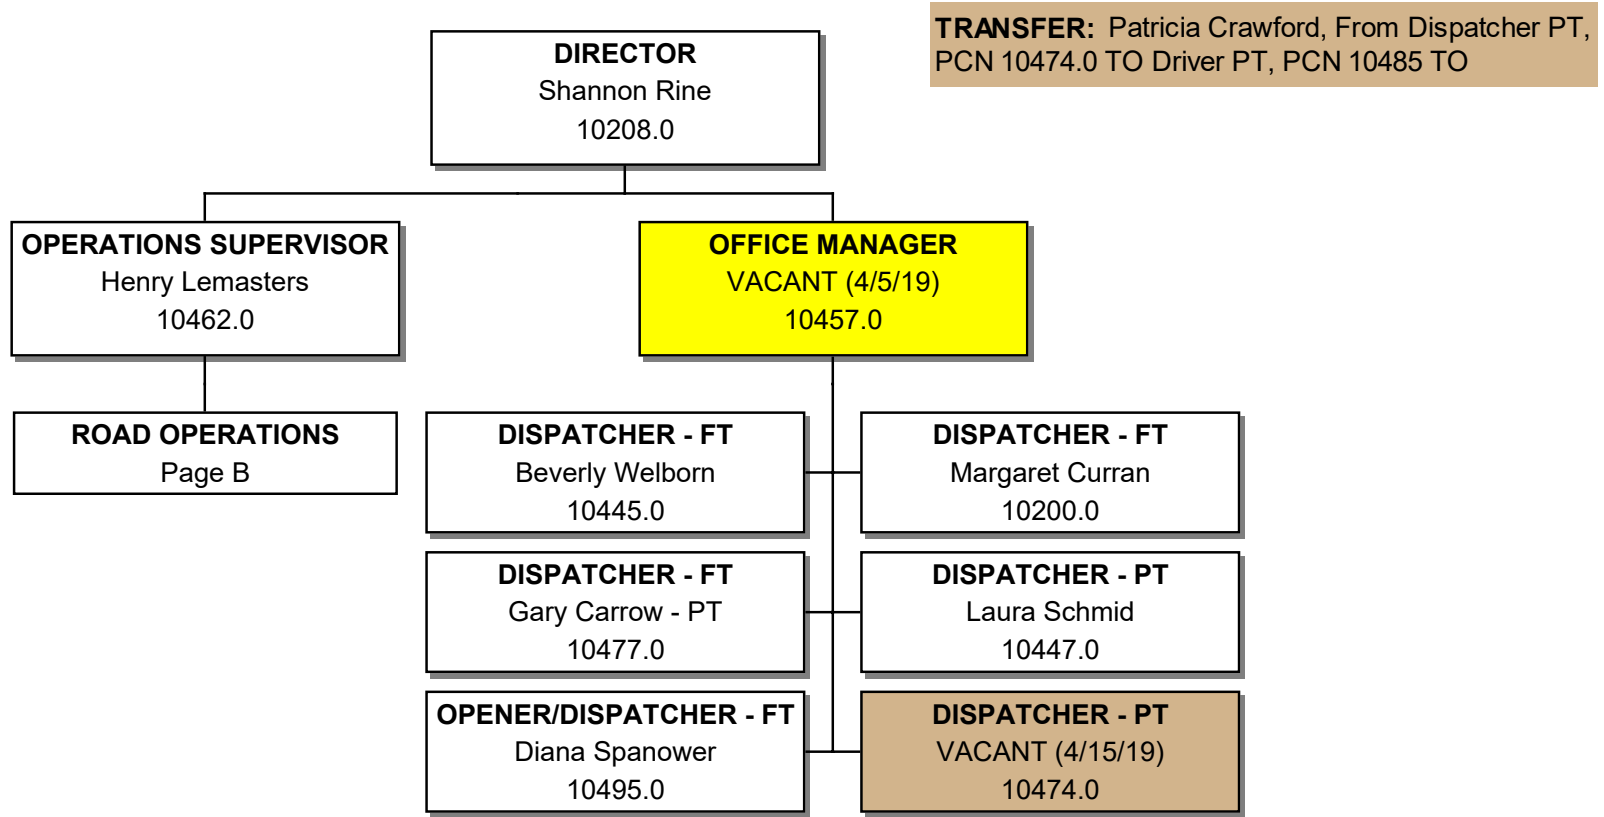 TRANSFER: Patricia Crawford, From Dispatcher PT,
PCN 10474.0 TO Driver PT, PCN 10485 TO
DIRECTOR
Shannon Rine
10208.0
OPERATIONS SUPERVISOR
Henry Lemasters
10462.0
OFFICE MANAGER
VACANT (4/5/19)
10457.0
ROAD OPERATIONS
Page B
DISPATCHER - FT
Beverly Welborn
10445.0
DISPATCHER - FT
Margaret Curran
10200.0
DISPATCHER - FT
Gary Carrow - PT
10477.0
DISPATCHER - PT
Laura Schmid
10447.0
OPENER/DISPATCHER - FT
Diana Spanower
10495.0
DISPATCHER - PT
VACANT (4/15/19)
10474.0